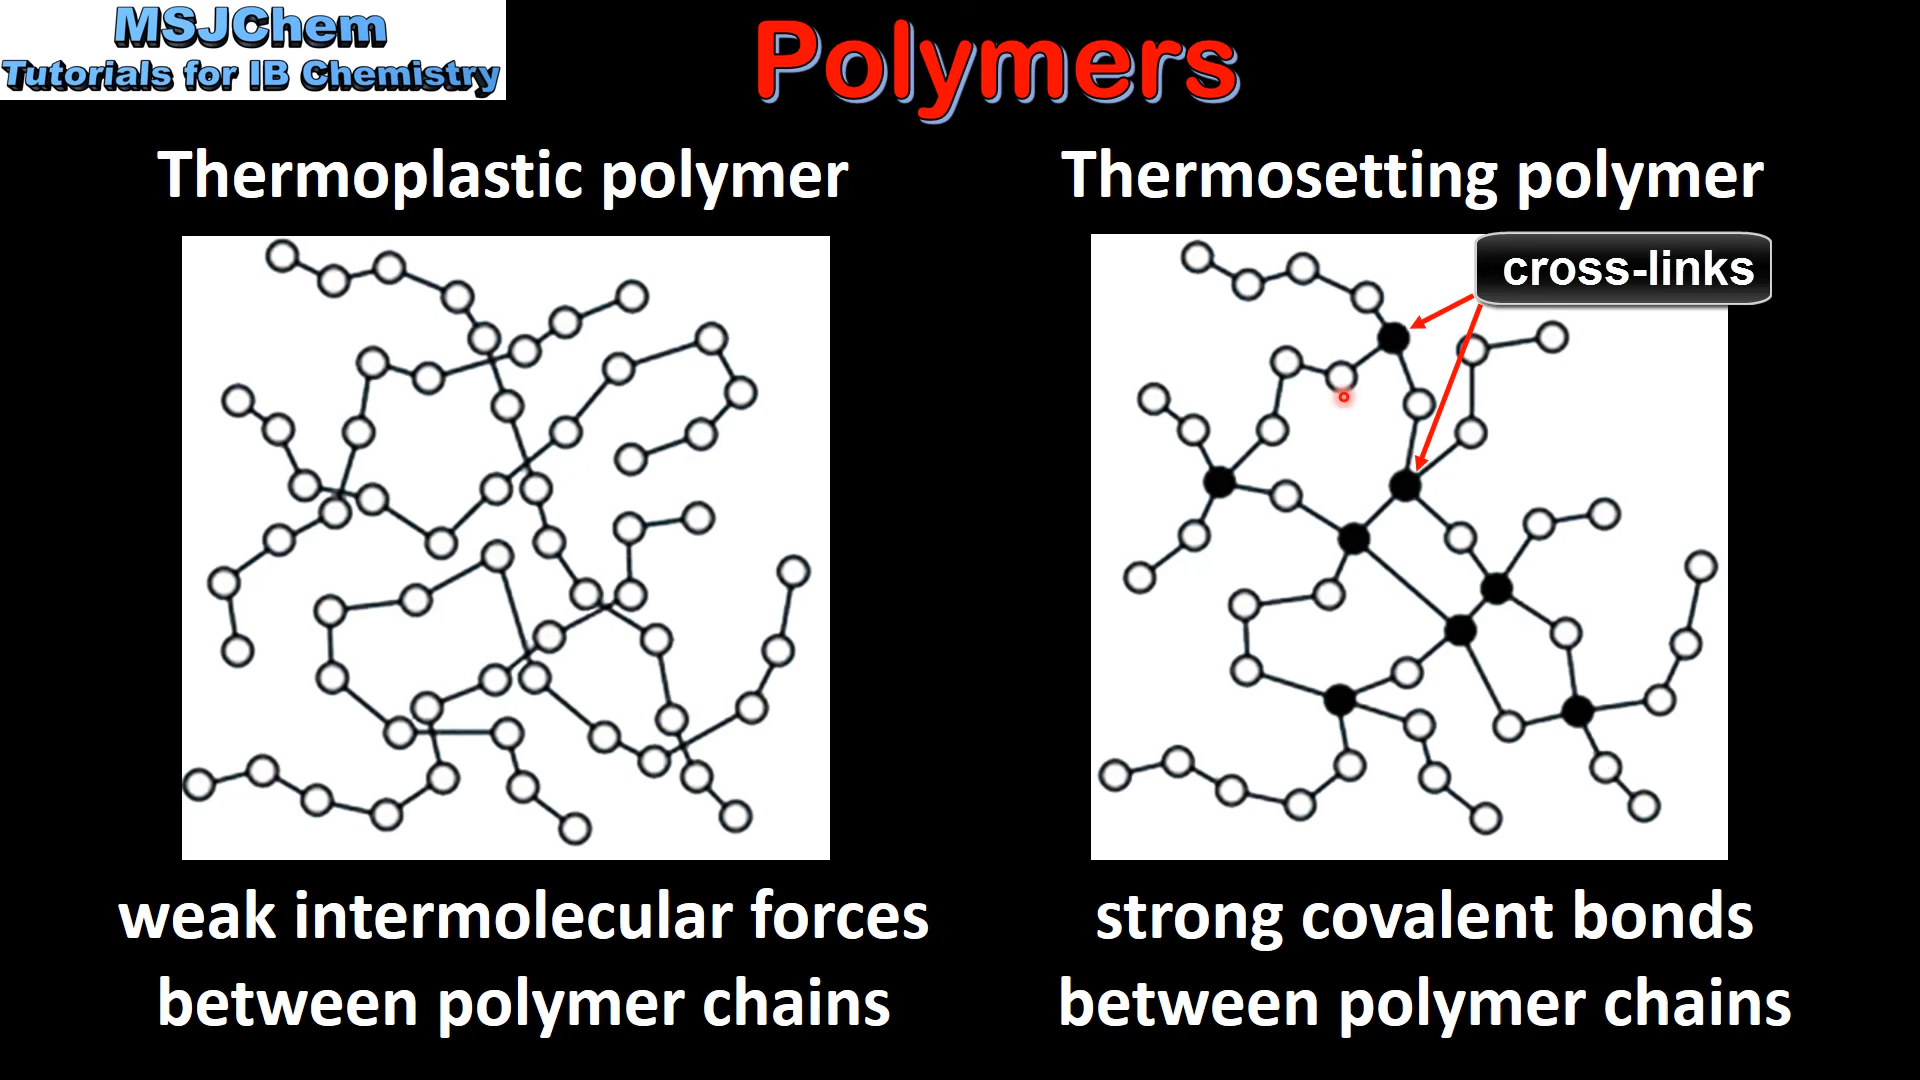 MSJChem
Tutorials for IB Chemistry
Polymers
Thermoplastic polymer
Thermosetting polymer
cross-links
weak intermolecular forces
between polymer chains
strong covalent bonds
between polymer chains